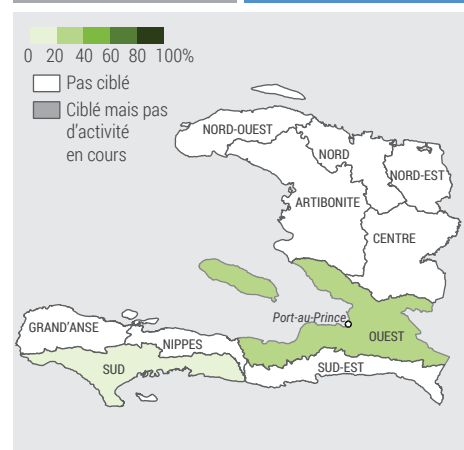 0 20 40 60 80 100%
Pas ciblé
Ciblé mais pas
d'activité
en cours
NORD-OUEST
NORD
NORD-EST
ARTIBONITE
CENTRE
Port-au-Prince
OUEST
GRAND'ANSE
NIPPES
SUD
SUD-EST